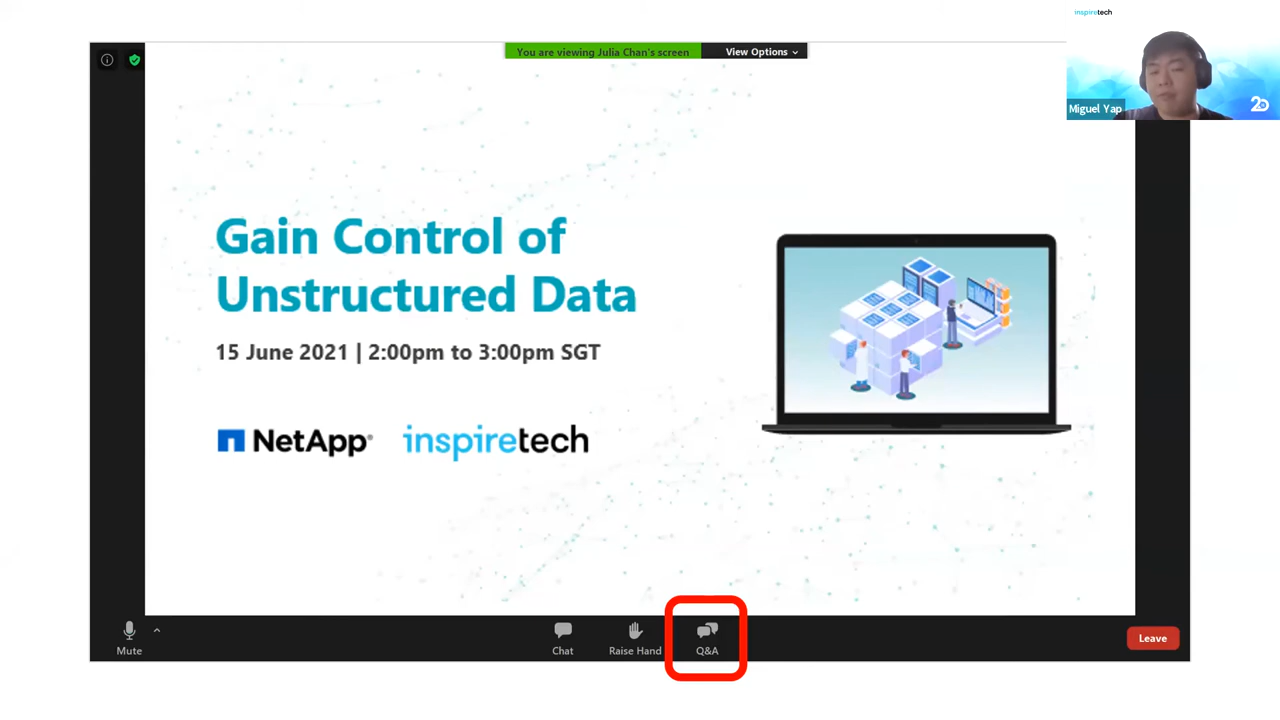 inspiretech
You are viewing Julia Chan's screen
View Options
Miguel Yap
20
Gain Control of
Unstructured Data
15 June 2021 | 2:00pm to 3:00pm SGT
NetApp
inspiretech
Mute
Chat
Raise Hand
Q&A
Leave